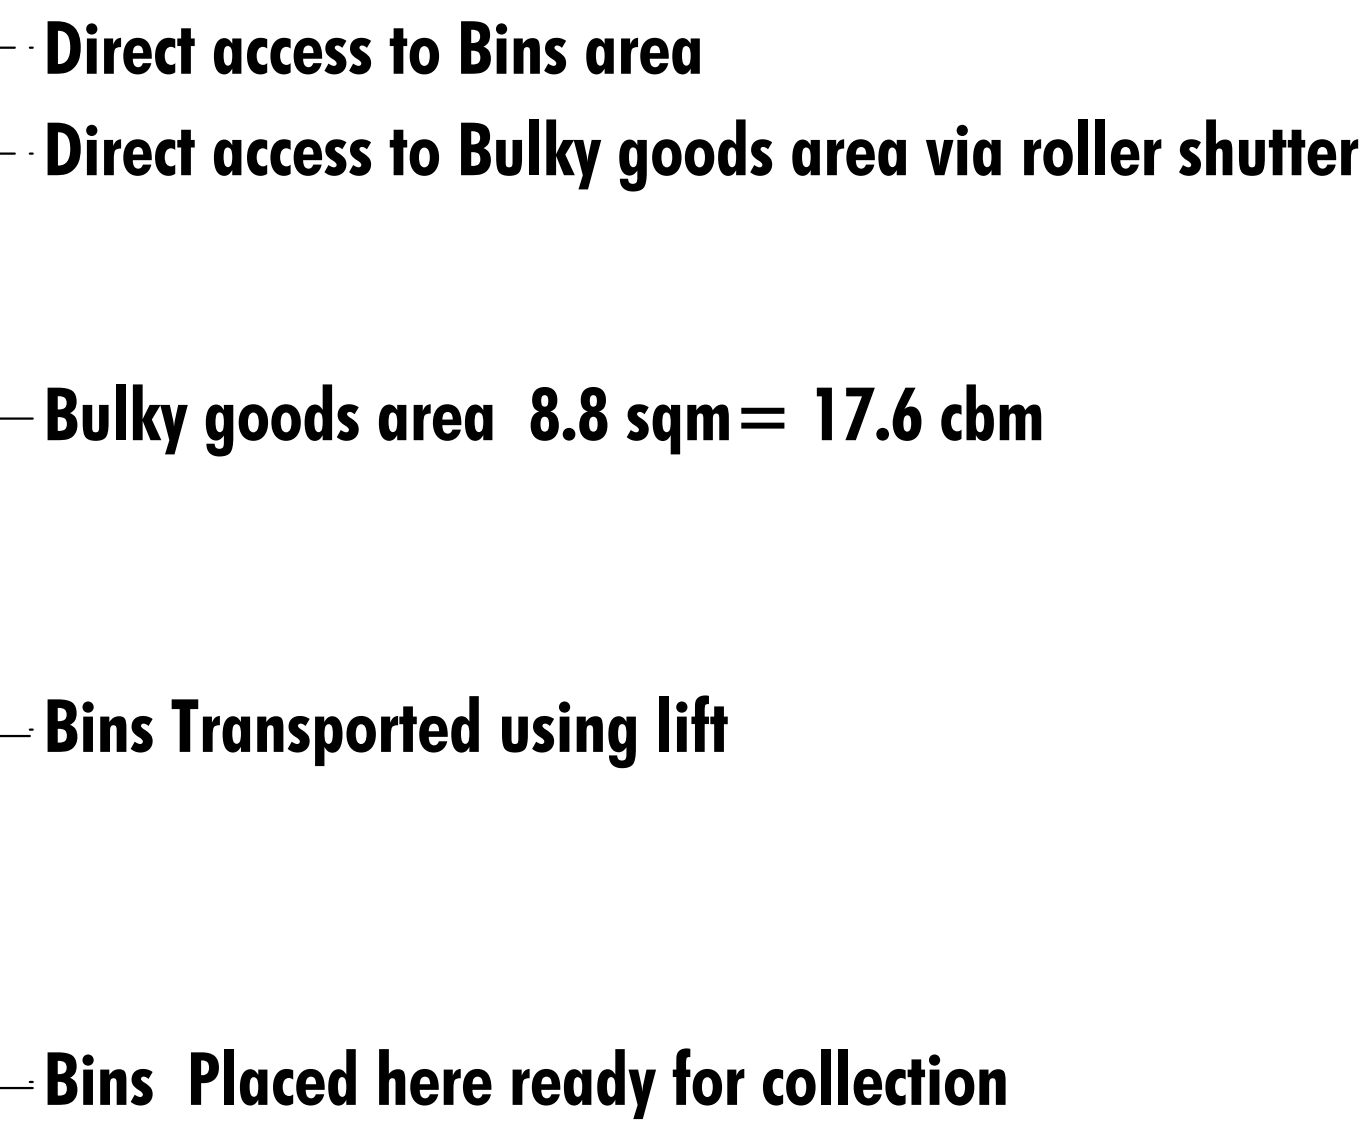 Direct access to Bins area
Direct access to Bulky goods area via roller shutter
Bulky goods area  8.8 sqm= 17.6 cbm
Bins Transported using lift
Bins  Placed here ready for collection